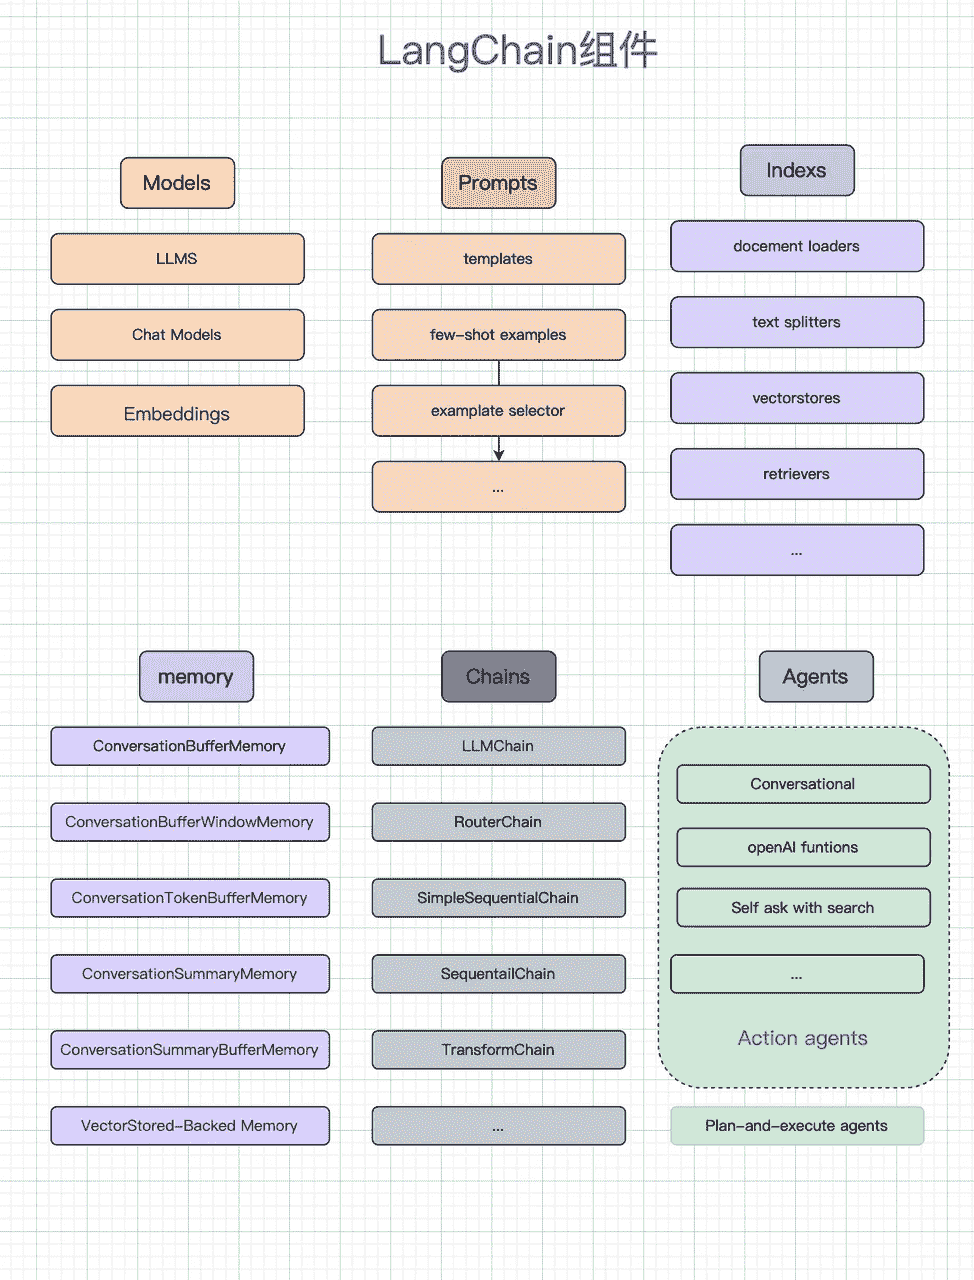 LangChain组件
Models
LLMS
Chat Models
Embeddings
Prompts
templates
few-shot examples
examplate selector
...
Indexs
docement loaders
text splitters
vectorstores
retrievers
...
memory
ConversationBufferMemory
ConversationBufferWindowMemory
ConversationTokenBufferMemory
ConversationSummaryMemory
ConversationSummaryBufferMemory
VectorStored-Backed Memory
Chains
LLMChain
RouterChain
SimpleSequentialChain
SequentailChain
TransformChain
...
Agents
Conversational
openAI funtions
Self ask with search
...
Action agents
Plan-and-execute agents